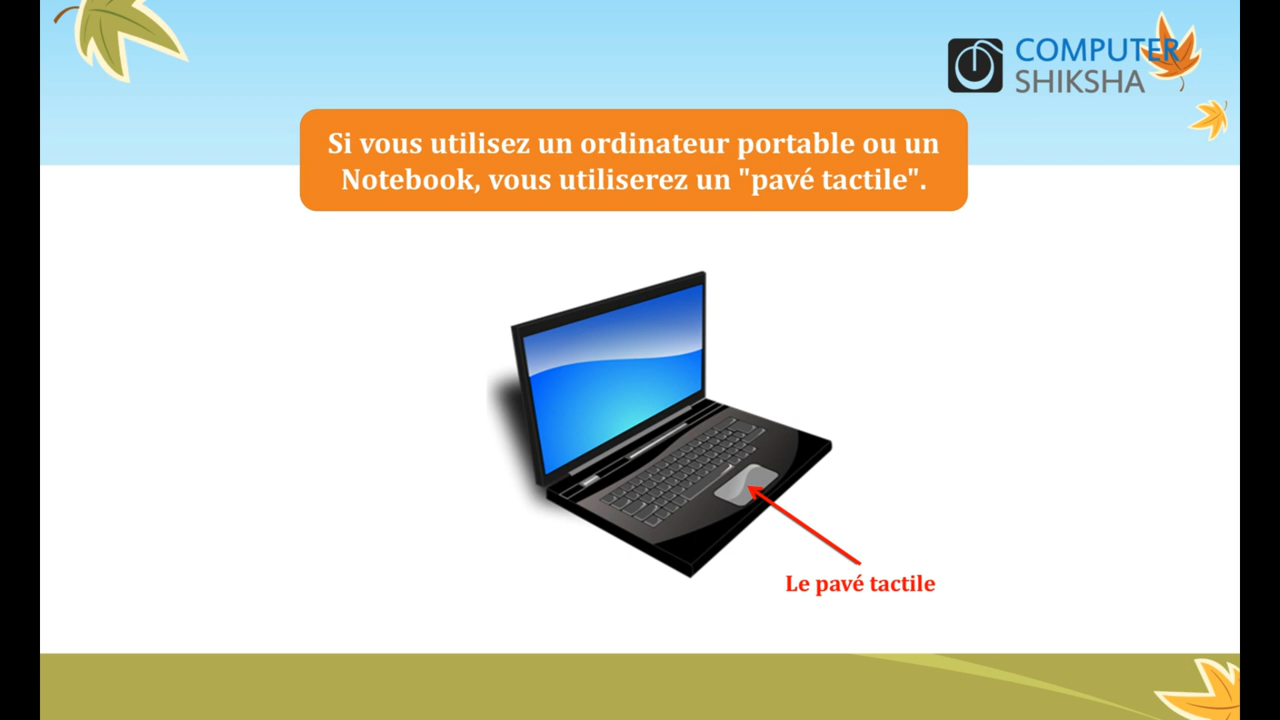 COMPUTER
SHIKSHA
Si vous utilisez un ordinateur portable ou un
Notebook, vous utiliserez un "pavé tactile".
Le pavé tactile